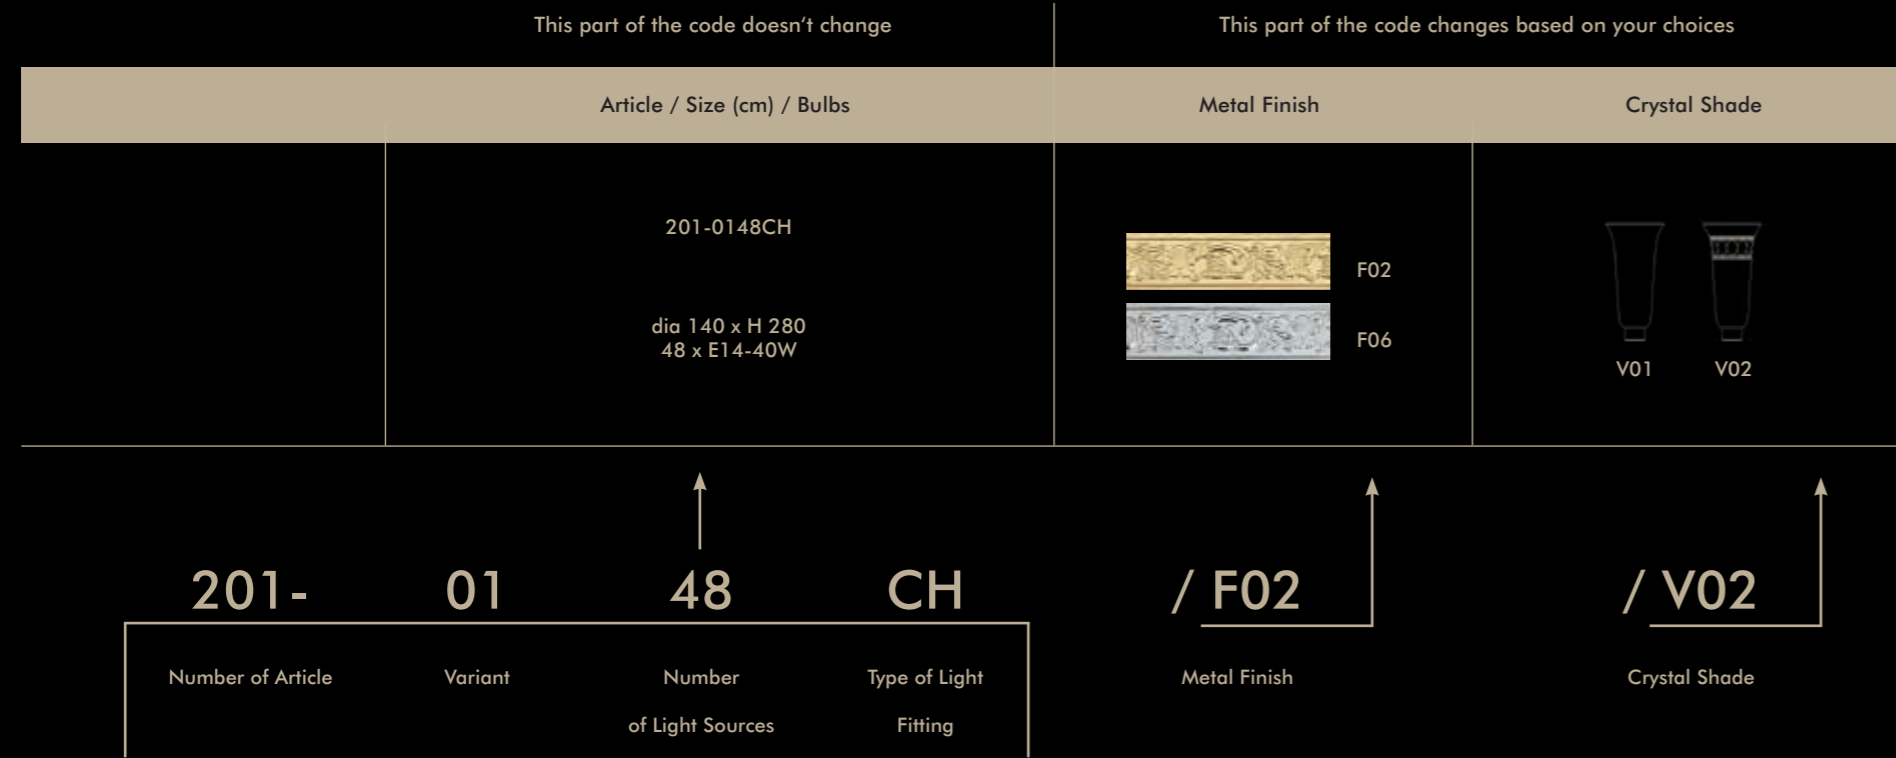 This part of the code doesn't change
This part of the code changes based on your choices
Article / Size (cm) / Bulbs
Metal Finish
Crystal Shade
201-0148CH
dia 140 x H 280
48 x E14-40W
F02
F06
V01
V02
201-
01
48
CH
/ F02
/ V02
Number of Article
Variant
Number
of Light Sources
Type of Light
Fitting
Metal Finish
Crystal Shade